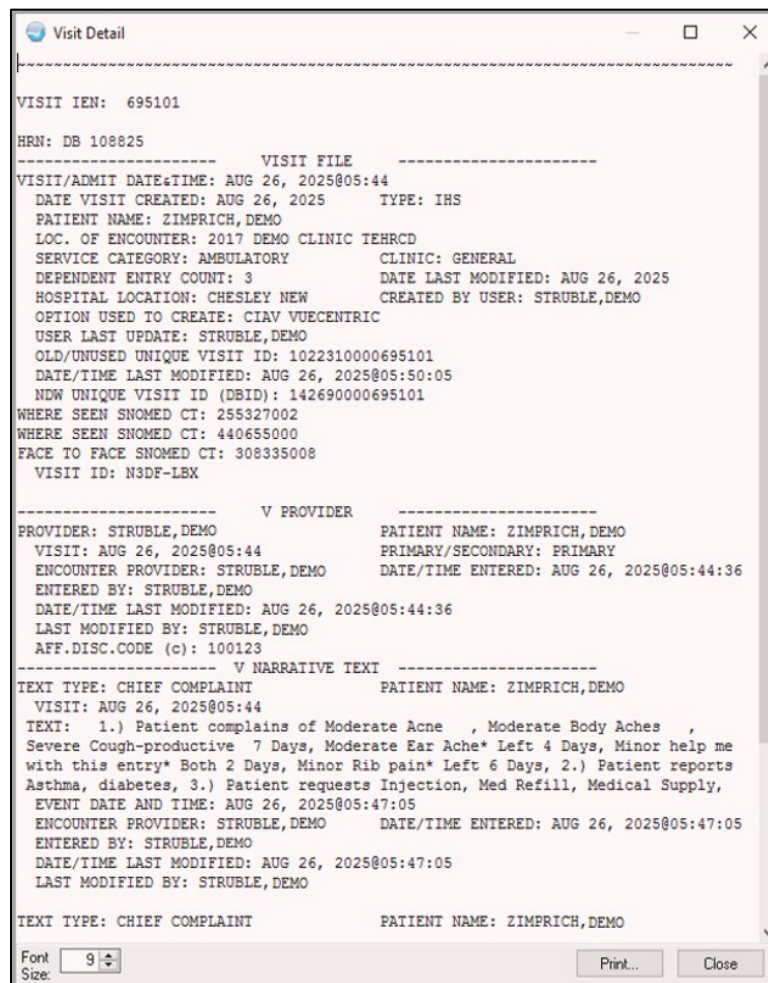 Visit Detail
~~~~~~~~~~~~~~~~~~~~~~~~~~~~~~~~~~~~~~~~~~~~~~~~~~~~~~~~~~~~~~~~~~~~~~~~~~~~~~~
VISIT IEN:  695101
HRN: DB 108825
----------------------     VISIT FILE     ----------------------
VISIT/ADMIT DATE&TIME: AUG 26, 2025@05:44
DATE VISIT CREATED: AUG 26, 2025     TYPE: IHS
PATIENT NAME: ZIMPRICH,DEMO
LOC. OF ENCOUNTER: 2017 DEMO CLINIC TEHRCD
SERVICE CATEGORY: AMBULATORY     CLINIC: GENERAL
DEPENDENT ENTRY COUNT: 3     DATE LAST MODIFIED: AUG 26, 2025
HOSPITAL LOCATION: CHESLEY NEW     CREATED BY USER: STRUBLE,DEMO
OPTION USED TO CREATE: CIAV VUECENTRIC
USER LAST UPDATE: STRUBLE,DEMO
OLD/UNUSED UNIQUE VISIT ID: 1022310000695101
DATE/TIME LAST MODIFIED: AUG 26, 2025@05:50:05
NDW UNIQUE VISIT ID (DBID): 142690000695101
WHERE SEEN SNOMED CT: 255327002
WHERE SEEN SNOMED CT: 440655000
FACE TO FACE SNOMED CT: 308335008
VISIT ID: N3DF-LBX
----------------------     V PROVIDER     ----------------------
PROVIDER: STRUBLE,DEMO     PATIENT NAME: ZIMPRICH,DEMO
VISIT: AUG 26, 2025@05:44     PRIMARY/SECONDARY: PRIMARY
ENCOUNTER PROVIDER: STRUBLE,DEMO     DATE/TIME ENTERED: AUG 26, 2025@05:44:36
ENTERED BY: STRUBLE,DEMO
DATE/TIME LAST MODIFIED: AUG 26, 2025@05:44:36
LAST MODIFIED BY: STRUBLE,DEMO
AFF.DISC.CODE (c): 100123
----------------------  V NARRATIVE TEXT  ----------------------
TEXT TYPE: CHIEF COMPLAINT     PATIENT NAME: ZIMPRICH,DEMO
VISIT: AUG 26, 2025@05:44
TEXT:   1.) Patient complains of Moderate Acne   , Moderate Body Aches   ,
Severe Cough-productive  7 Days, Moderate Ear Ache* Left 4 Days, Minor help me
with this entry* Both 2 Days, Minor Rib pain* Left 6 Days, 2.) Patient reports
Asthma, diabetes, 3.) Patient requests Injection, Med Refill, Medical Supply,
EVENT DATE AND TIME: AUG 26, 2025@05:47:05
ENCOUNTER PROVIDER: STRUBLE,DEMO     DATE/TIME ENTERED: AUG 26, 2025@05:47:05
ENTERED BY: STRUBLE,DEMO
DATE/TIME LAST MODIFIED: AUG 26, 2025@05:47:05
LAST MODIFIED BY: STRUBLE,DEMO
TEXT TYPE: CHIEF COMPLAINT     PATIENT NAME: ZIMPRICH,DEMO
Font Size: 9     Print...     Close